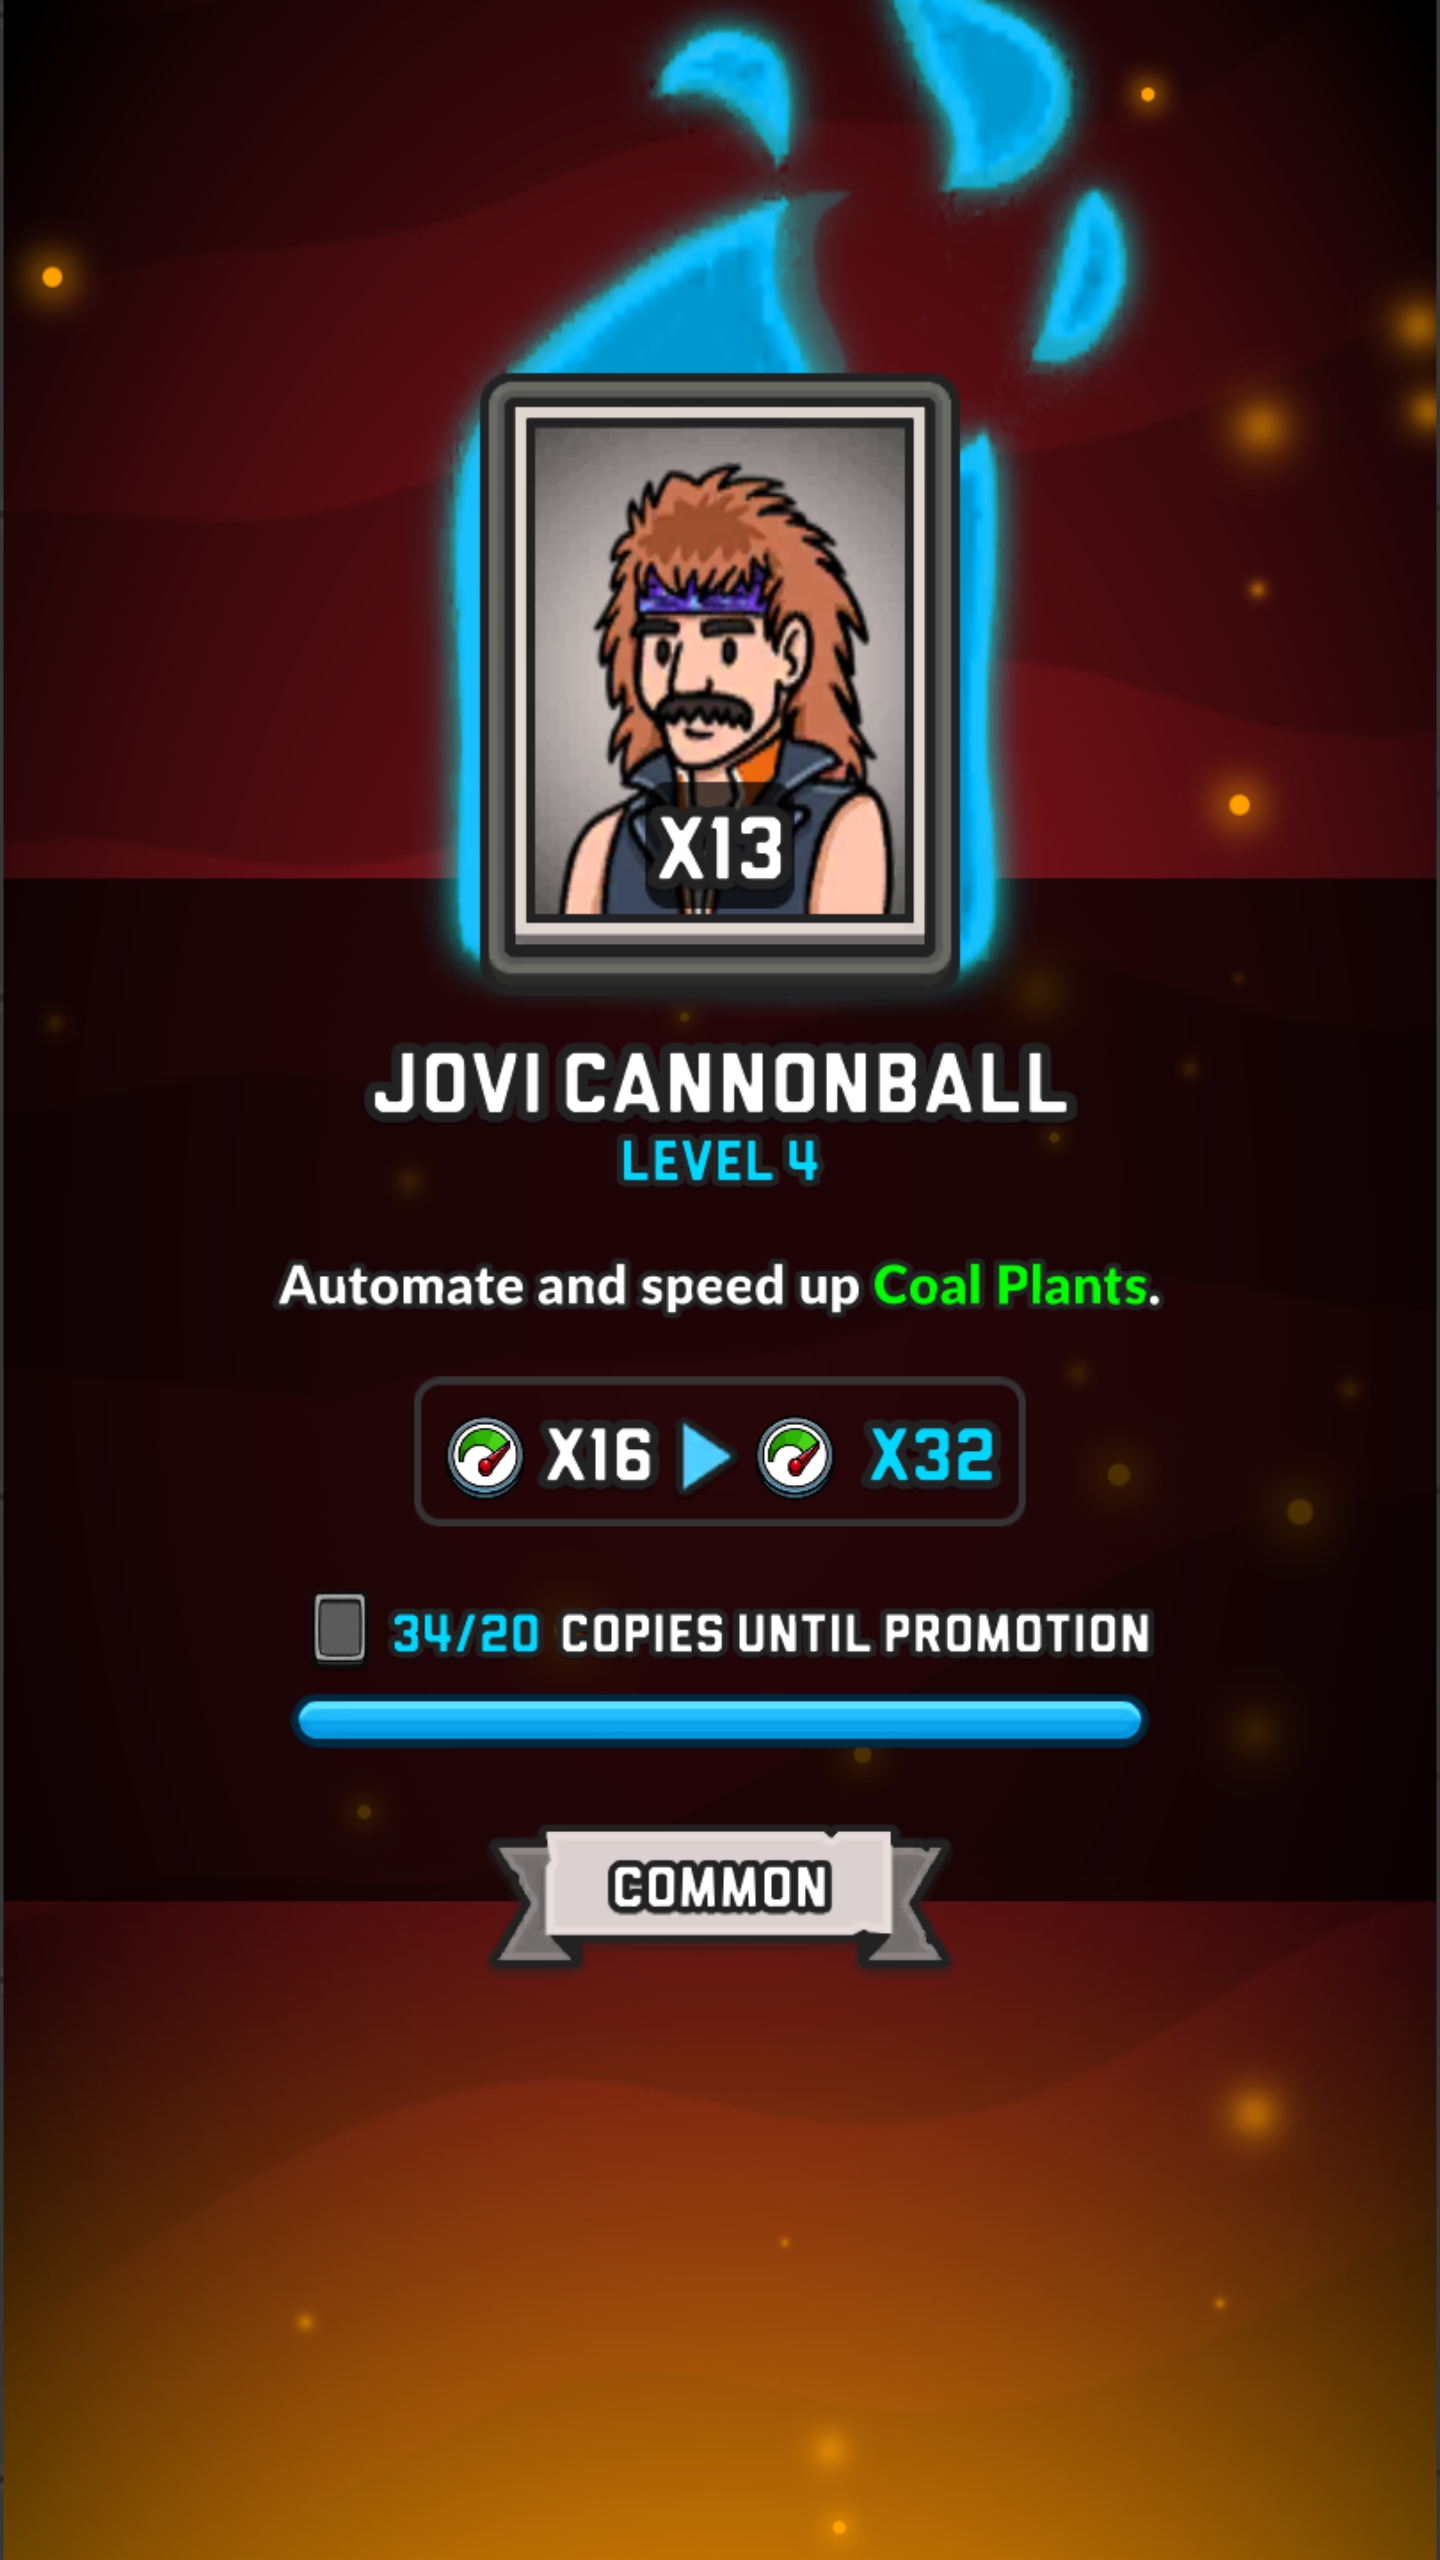 X13
JOVI CANNONBALL
LEVEL 4
Automate and speed up Coal Plants.
X16 X32
34/20 COPIES UNTIL PROMOTION
COMMON